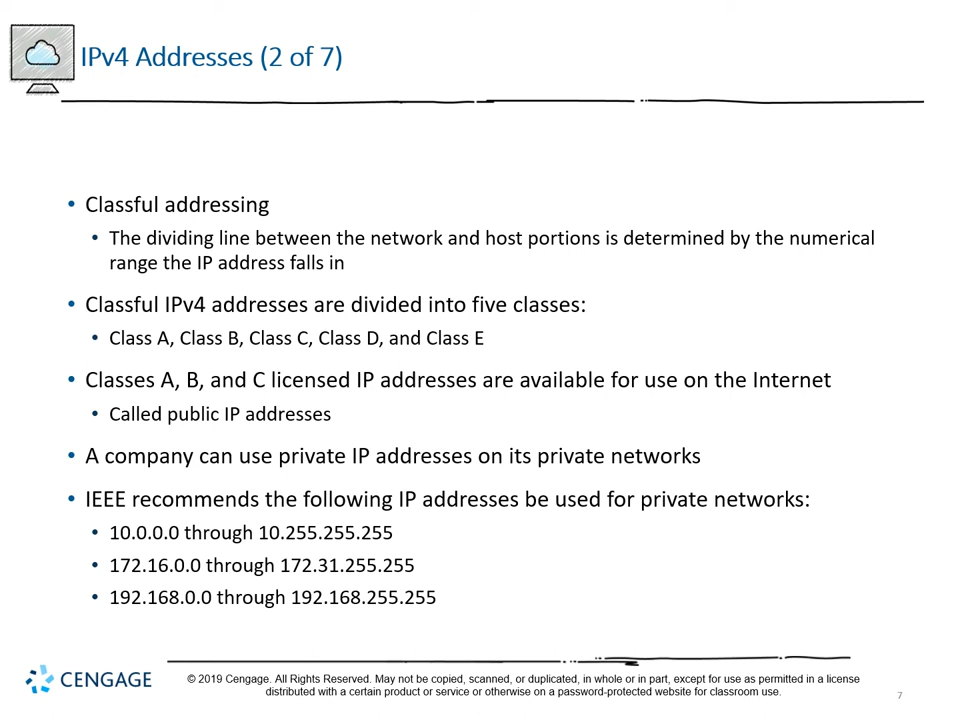 IPv4 Addresses (2 of 7)
• Classful addressing
• The dividing line between the network and host portions is determined by the numerical
range the IP address falls in
• Classful IPv4 addresses are divided into five classes:
• Class A, Class B, Class C, Class D, and Class E
• Classes A, B, and C licensed IP addresses are available for use on the Internet
• Called public IP addresses
• A company can use private IP addresses on its private networks
• IEEE recommends the following IP addresses be used for private networks:
• 10.0.0.0 through 10.255.255.255
• 172.16.0.0 through 172.31.255.255
• 192.168.0.0 through 192.168.255.255
CENGAGE
© 2019 Cengage. All Rights Reserved. May not be copied, scanned, or duplicated, in whole or in part, except for use as permitted in a license
distributed with a certain product or service or otherwise on a password-protected website for classroom use.
7